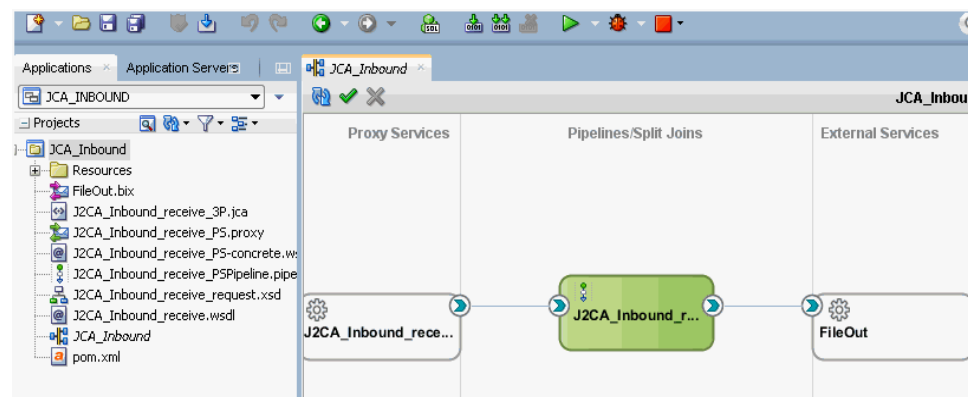 Applications
Application Servers
JCA_Inbound
JCA_INBOUND
JCA_Inbou
Projects
JCA_Inbound
Resources
FileOut.bix
J2CA_Inbound_receive_3P.jca
J2CA_Inbound_receive_PS.proxy
J2CA_Inbound_receive_PS-concrete.ws
J2CA_Inbound_receive_PSPipeline.pipe
J2CA_Inbound_receive_request.xsd
J2CA_Inbound_receive.wsdl
JCA_Inbound
pom.xml
Proxy Services
Pipelines/Split Joins
External Services
J2CA_Inbound_rece...
J2CA_Inbound_r...
FileOut